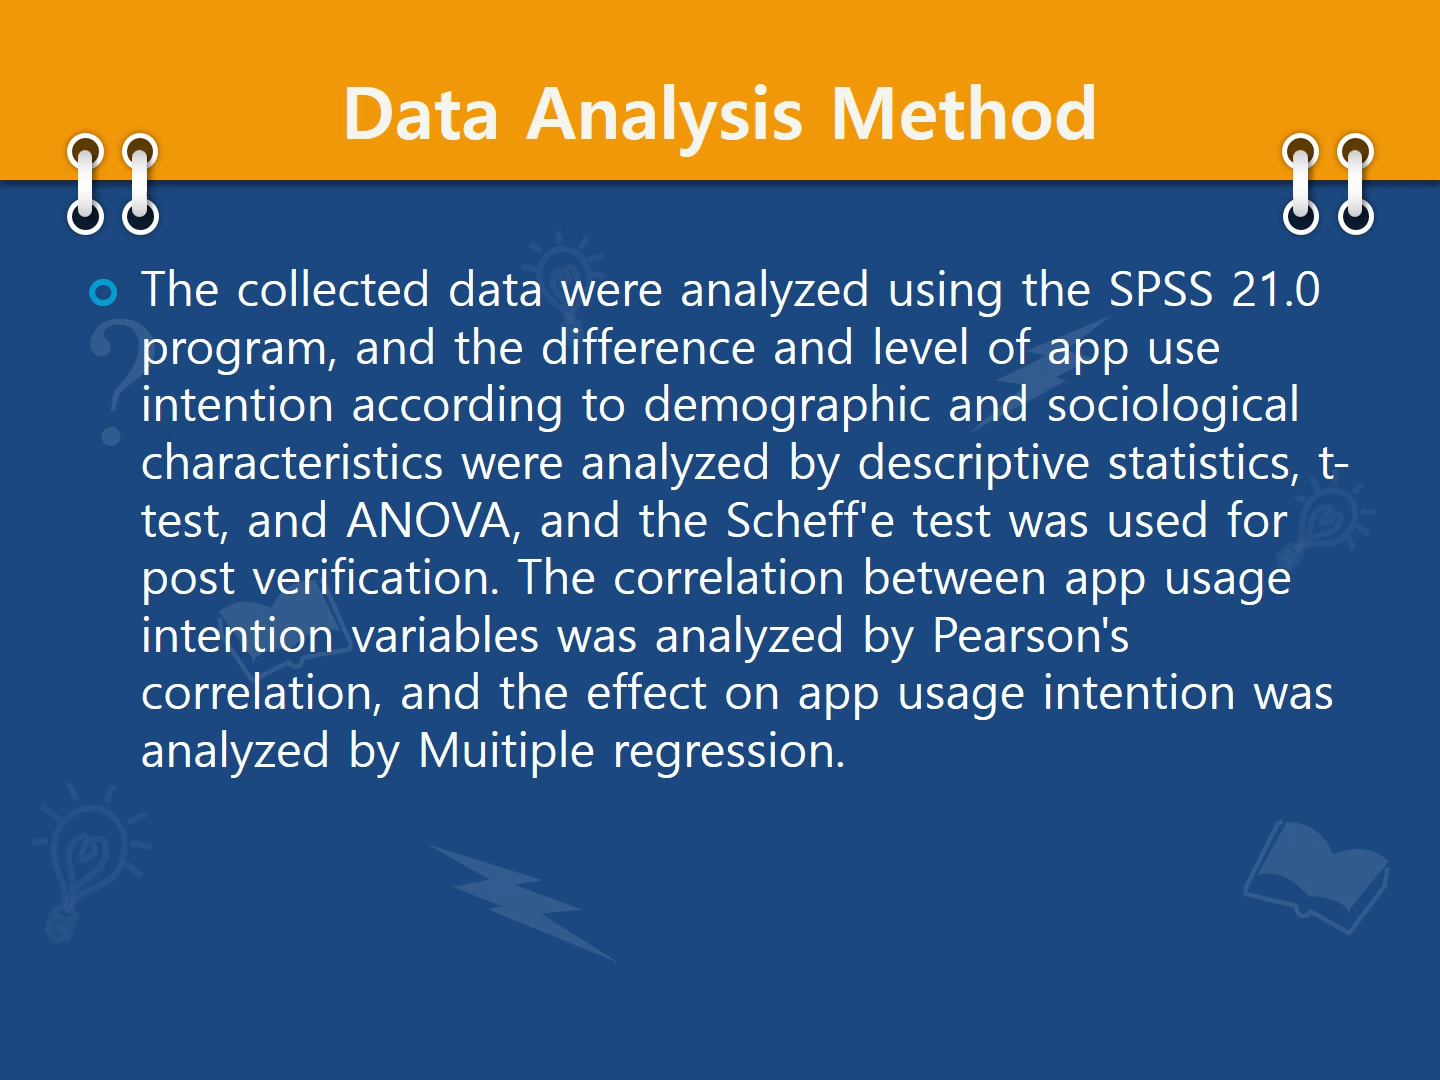 Data Analysis Method
The collected data were analyzed using the SPSS 21.0
program, and the difference and level of app use
intention according to demographic and sociological
characteristics were analyzed by descriptive statistics, t-
test, and ANOVA, and the Scheff'e test was used for
post verification. The correlation between app usage
intention variables was analyzed by Pearson's
correlation, and the effect on app usage intention was
analyzed by Muitiple regression.